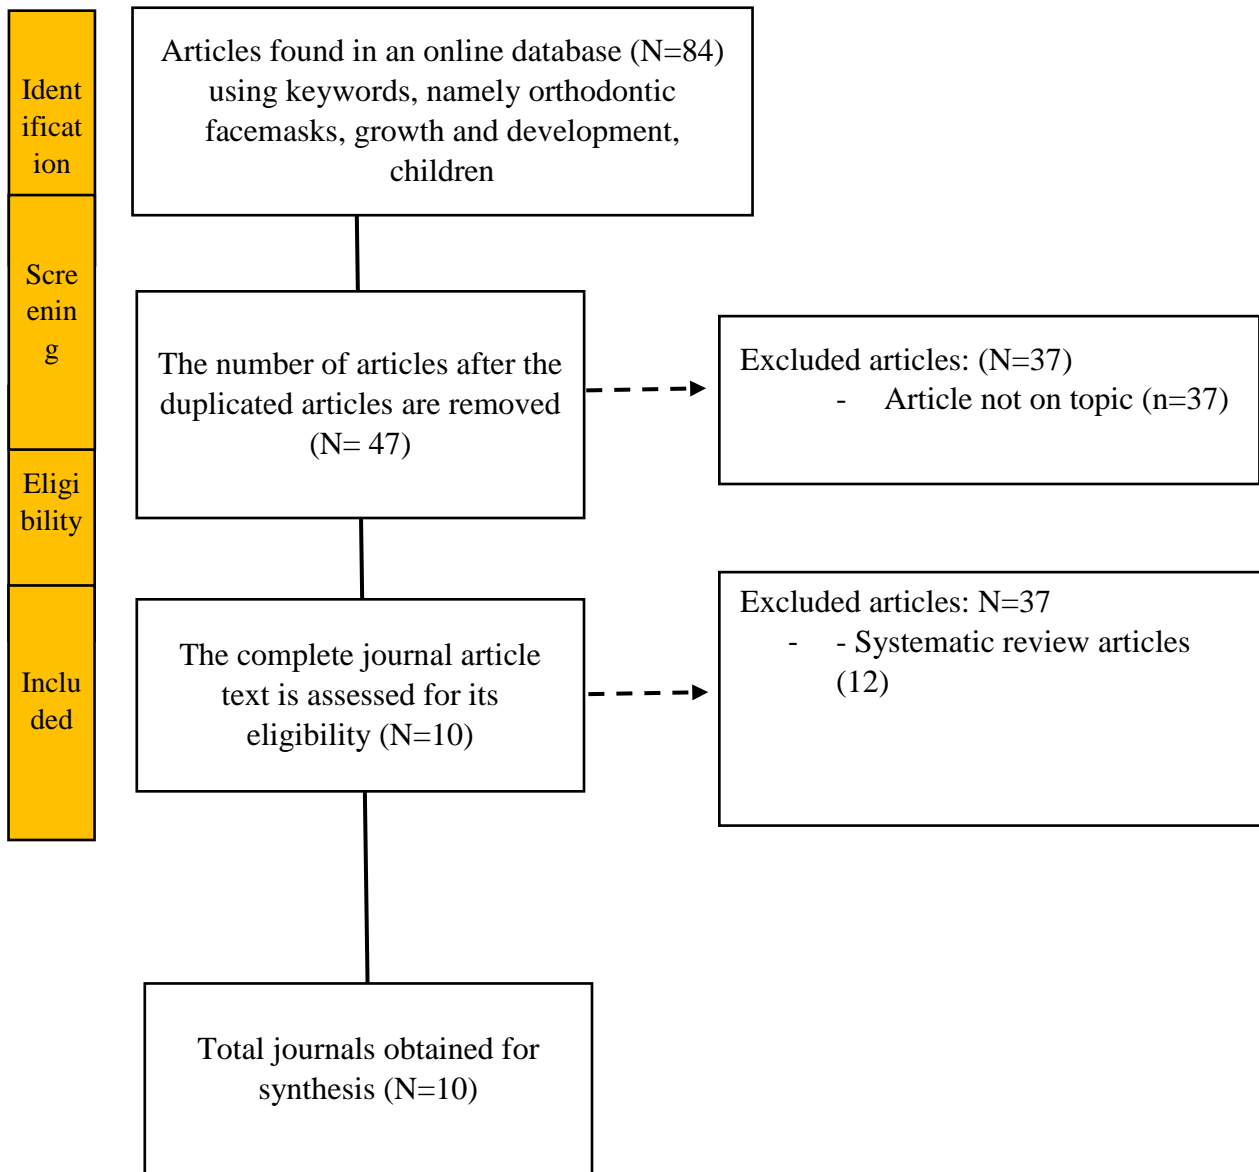 Ident
ificat
ion
Articles found in an online database (N=84)
using keywords, namely orthodontic
facemasks, growth and development,
children
Scre
enin
g
The number of articles after the
duplicated articles are removed
(N= 47)
Excluded articles: (N=37)
- Article not on topic (n=37)
Eligi
bility
Inclu
ded
The complete journal article
text is assessed for its
eligibility (N=10)
Excluded articles: N=37
- - Systematic review articles
(12)
Total journals obtained for
synthesis (N=10)